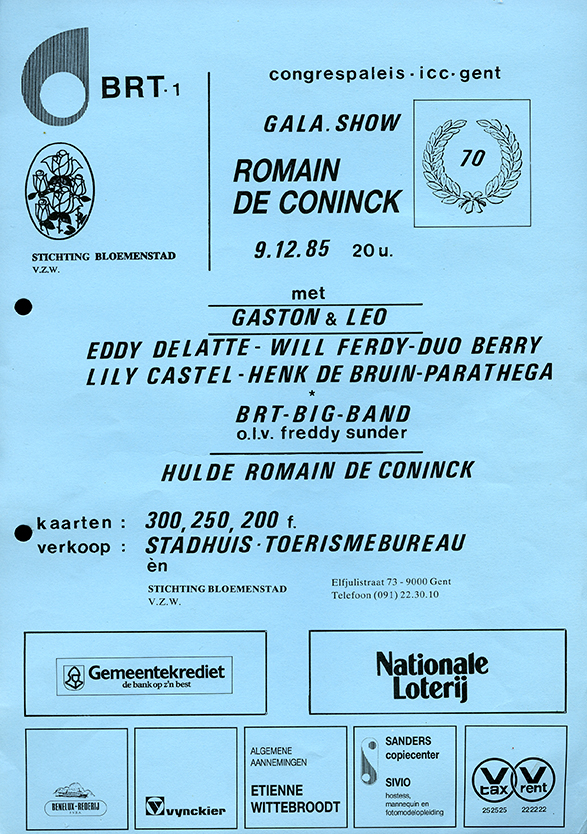 BRT·1
STICHTING BLOEMENSTAD
V.Z.W.
congrespaleis·icc·gent
GALA.SHOW
70
ROMAIN
DE CONINCK
9.12.85 20 u.
met
GASTON & LEO
EDDY DELATTE - WILL FERDY-DUO BERRY
LILY CASTEL-HENK DE BRUIN-PARATHEGA
*
BRT-BIG-BAND
o.l.v. freddy sunder
HULDE ROMAIN DE CONINCK
kaarten : 300, 250, 200 f.
verkoop : STADHUIS·TOERISMEBUREAU
èn
STICHTING BLOEMENSTAD
V.Z.W.
Elfjulistraat 73 - 9000 Gent
Telefoon (091) 22.30.10
Gemeentekrediet
de bank op z'n best
Nationale
Loterij
BENELUX-REDERIJ
vynckier
ALGEMENE
AANNEMINGEN
ETIENNE
WITTEBROODT
SANDERS
copiecenter
SIVIO
hostess,
mannequin en
fotomodelopleiding
V tax
252525
V rent
222222